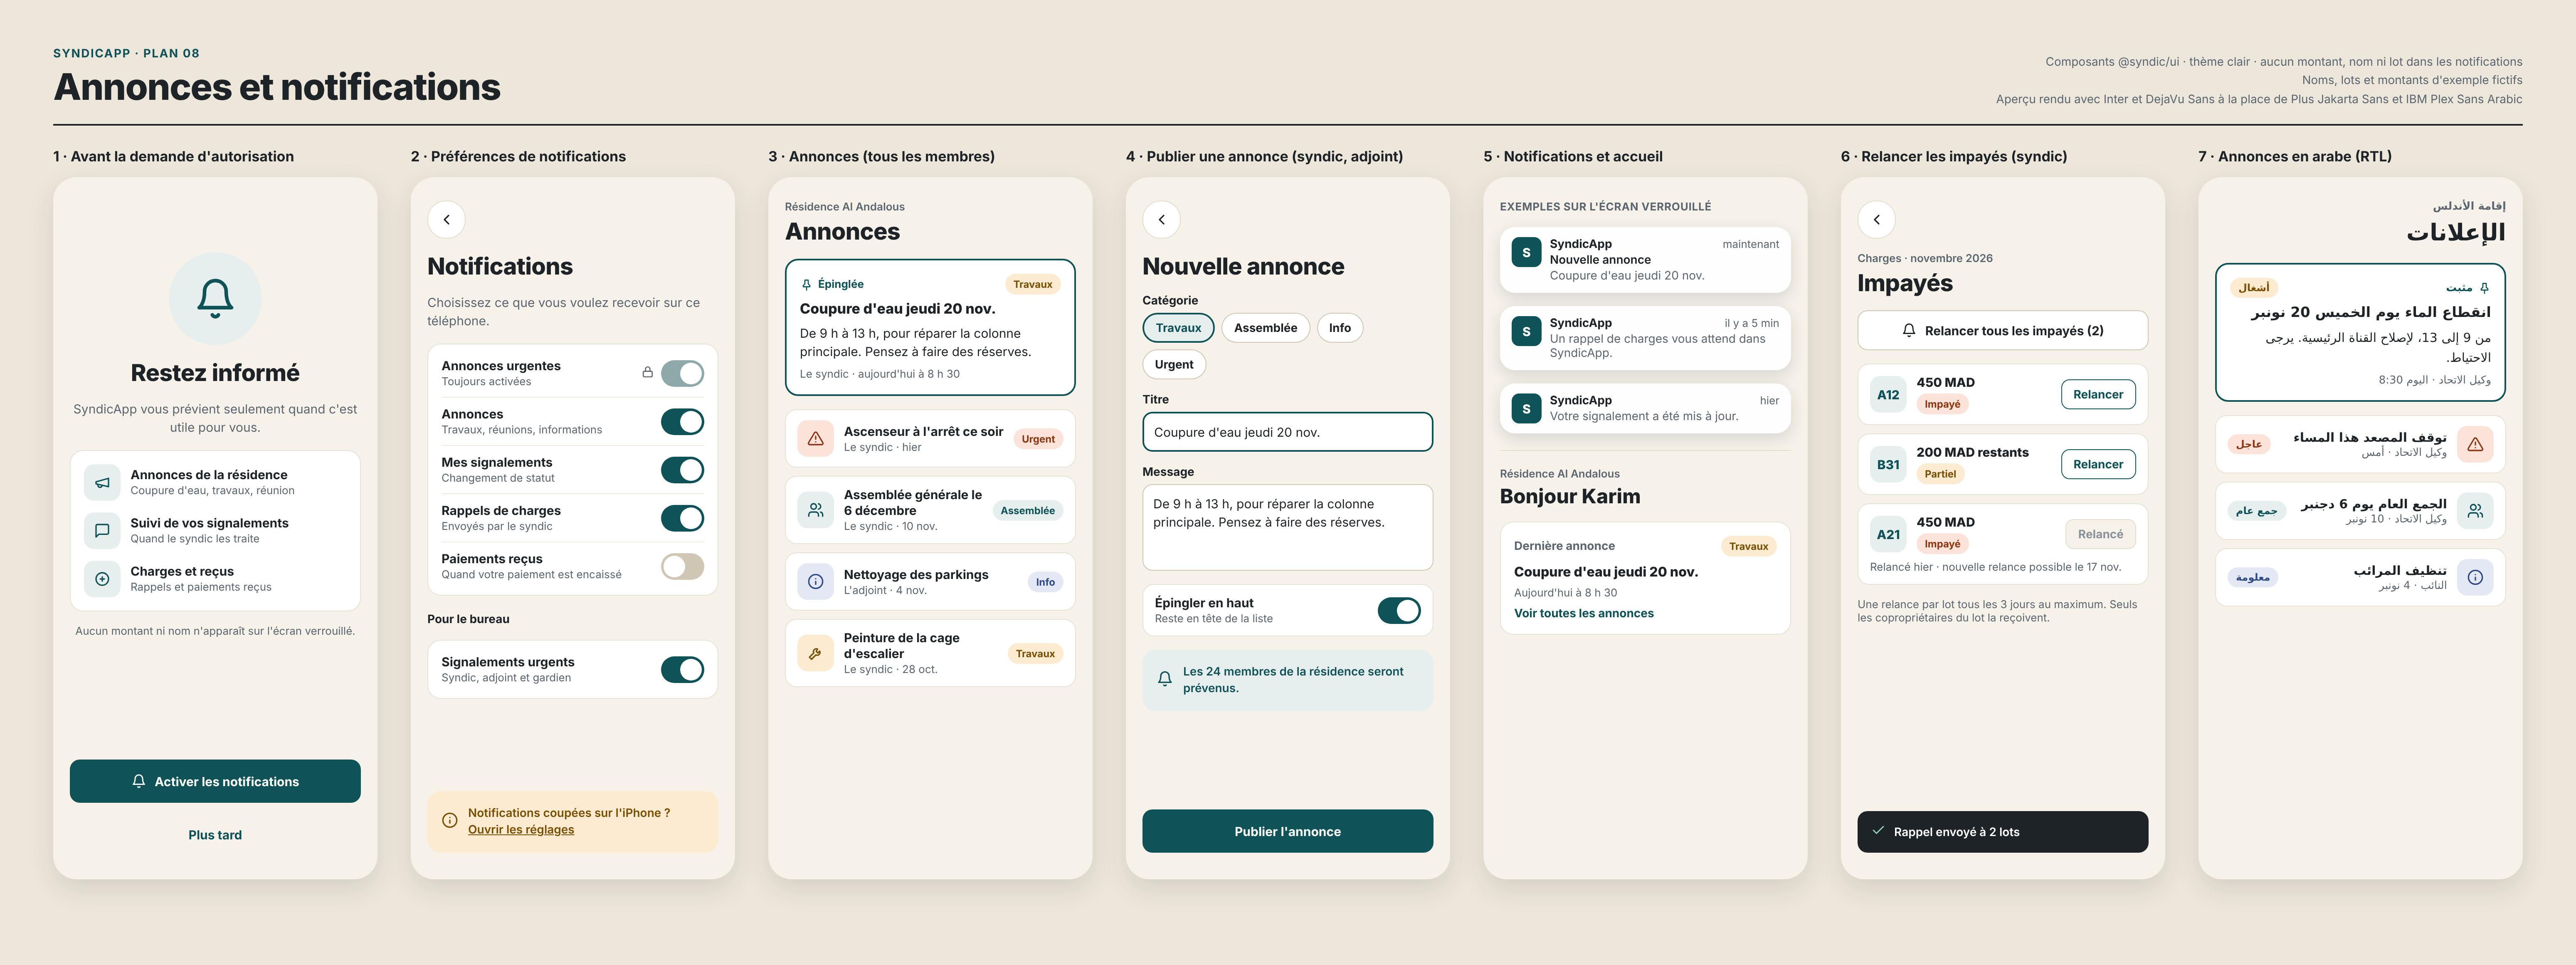 SYNDICAPP · PLAN 08
Annonces et notifications
Composants @syndic/ui · thème clair · aucun montant, nom ni lot dans les notifications
Noms, lots et montants d'exemple fictifs
Aperçu rendu avec Inter et DejaVu Sans à la place de Plus Jakarta Sans et IBM Plex Sans Arabic
1 · Avant la demande d'autorisation
Restez informé
SyndicApp vous prévient seulement quand c'est
utile pour vous.
Annonces de la résidence
Coupure d'eau, travaux, réunion
Suivi de vos signalements
Quand le syndic les traite
Charges et reçus
Rappels et paiements reçus
Aucun montant ni nom n'apparaît sur l'écran verrouillé.
Activer les notifications
Plus tard
2 · Préférences de notifications
Notifications
Choisissez ce que vous voulez recevoir sur ce
téléphone.
Annonces urgentes
Toujours activées
Annonces
Travaux, réunions, informations
Mes signalements
Changement de statut
Rappels de charges
Envoyés par le syndic
Paiements reçus
Quand votre paiement est encaissé
Pour le bureau
Signalements urgents
Syndic, adjoint et gardien
Notifications coupées sur l'iPhone ?
Ouvrir les réglages
3 · Annonces (tous les membres)
Résidence Al Andalous
Annonces
Épinglée
Travaux
Coupure d'eau jeudi 20 nov.
De 9 h à 13 h, pour réparer la colonne
principale. Pensez à faire des réserves.
Le syndic · aujourd'hui à 8 h 30
Ascenseur à l'arrêt ce soir
Le syndic · hier
Urgent
Assemblée générale le
6 décembre
Le syndic · 10 nov.
Assemblée
Nettoyage des parkings
L'adjoint · 4 nov.
Info
Peinture de la cage
d'escalier
Le syndic · 28 oct.
Travaux
4 · Publier une annonce (syndic, adjoint)
Nouvelle annonce
Catégorie
Travaux
Assemblée
Info
Urgent
Titre
Coupure d'eau jeudi 20 nov.
Message
De 9 h à 13 h, pour réparer la colonne
principale. Pensez à faire des réserves.
Épingler en haut
Reste en tête de la liste
Les 24 membres de la résidence seront
prévenus.
Publier l'annonce
5 · Notifications et accueil
EXEMPLES SUR L'ÉCRAN VERROUILLÉ
S
SyndicApp
maintenant
Nouvelle annonce
Coupure d'eau jeudi 20 nov.
S
SyndicApp
il y a 5 min
Un rappel de charges vous attend dans
SyndicApp.
S
SyndicApp
hier
Votre signalement a été mis à jour.
Résidence Al Andalous
Bonjour Karim
Dernière annonce
Travaux
Coupure d'eau jeudi 20 nov.
Aujourd'hui à 8 h 30
Voir toutes les annonces
6 · Relancer les impayés (syndic)
Charges · novembre 2026
Impayés
Relancer tous les impayés (2)
A12
450 MAD
Impayé
Relancer
B31
200 MAD restants
Partiel
Relancer
A21
450 MAD
Impayé
Relancé
Relancé hier · nouvelle relance possible le 17 nov.
Une relance par lot tous les 3 jours au maximum. Seuls
les copropriétaires du lot la reçoivent.
Rappel envoyé à 2 lots
7 · Annonces en arabe (RTL)
إقامة الأندلس
الإعلانات
مثبت
أشغال
انقطاع الماء يوم الخميس 20 نونبر
من 9 إلى 13، لإصلاح القناة الرئيسية. يرجى
الاحتياط.
وكيل الاتحاد · اليوم 8:30
توقف المصعد هذا المساء
وكيل الاتحاد · أمس
عاجل
الجمع العام يوم 6 دجنبر
وكيل الاتحاد · 10 نونبر
جمع عام
تنظيف المرائب
النائب · 4 نونبر
معلومة